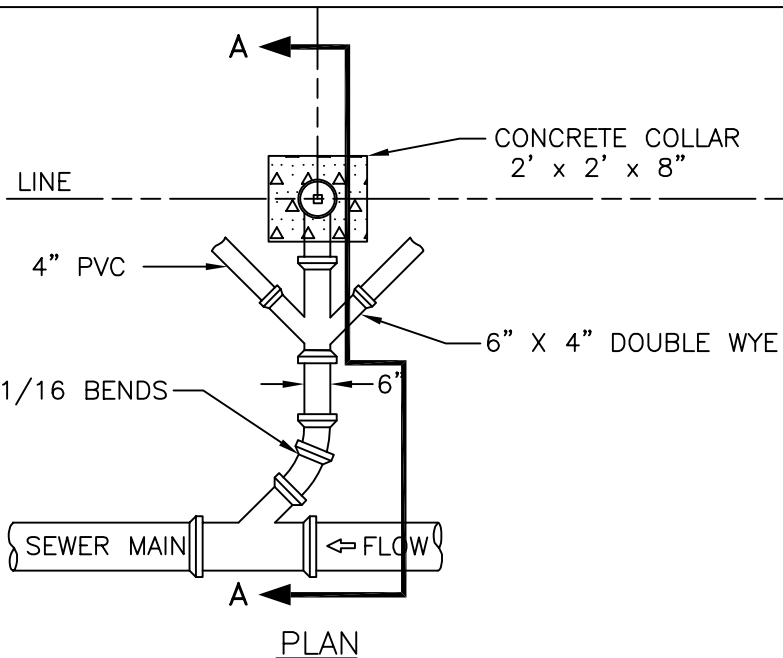 A
CONCRETE COLLAR
2' x 2' x 8"
LINE
4" PVC
6" X 4" DOUBLE WYE
6"
1/16 BENDS
SEWER MAIN
FLOW
A
PLAN